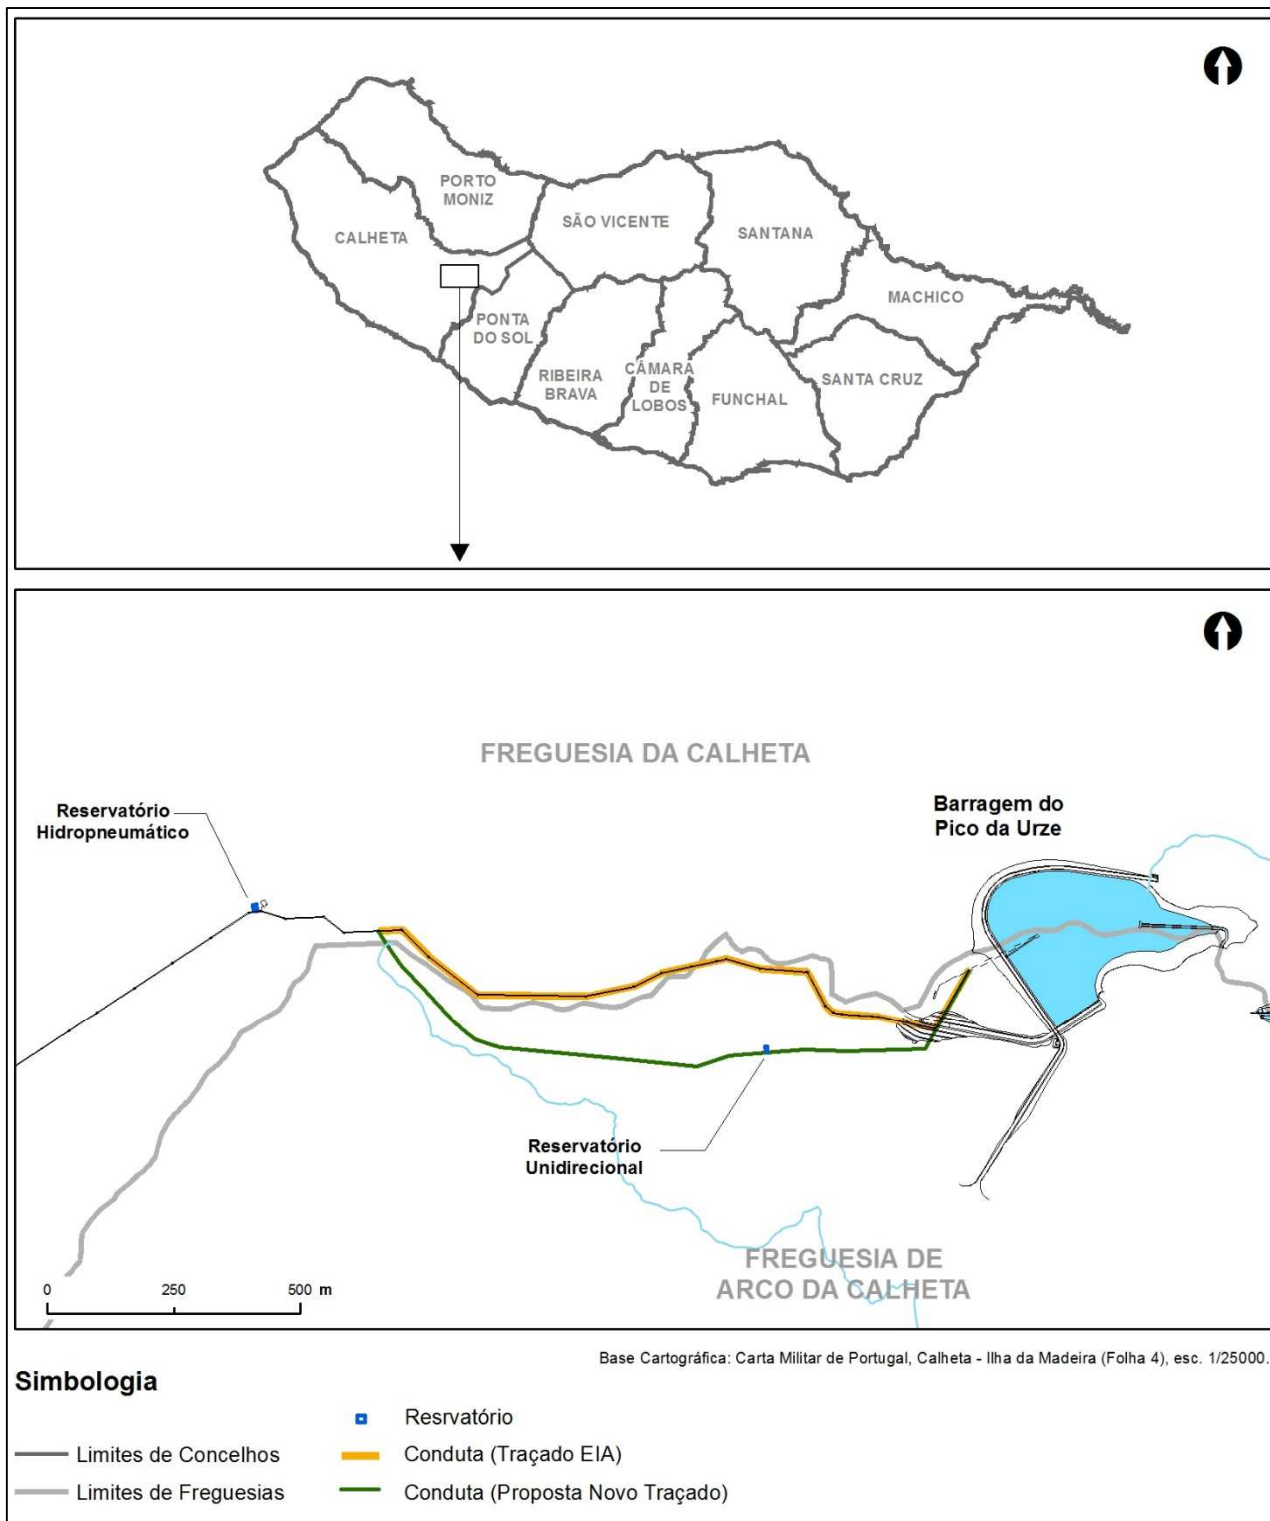 PORTO
MONIZ
CALHETA
SÃO VICENTE
SANTANA
MACHICO
PONTA
DO SOL
RIBEIRA
BRAVA
CÂMARA
DE
LOBOS
FUNCHAL
SANTA CRUZ
FREGUESIA DA CALHETA
Reservatório
Hidropneumático
Barragem do
Pico da Urze
Reservatório
Unidirecional
FREGUESIA DE
ARCO DA CALHETA
0 250 500 m
Base Cartográfica: Carta Militar de Portugal, Calheta - Ilha da Madeira (Folha 4), esc. 1/25000.
Simbologia
Resrvatório
Limites de Concelhos
Conduta (Traçado EIA)
Limites de Freguesias
Conduta (Proposta Novo Traçado)